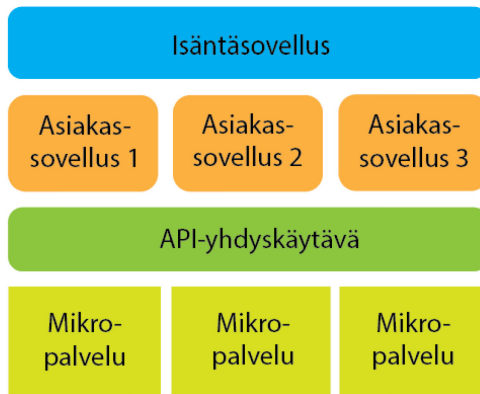 Isäntäsovellus
Asiakas-
sovellus 1
Asiakas-
sovellus 2
Asiakas-
sovellus 3
API-yhdyskäytävä
Mikro-
palvelu
Mikro-
palvelu
Mikro-
palvelu